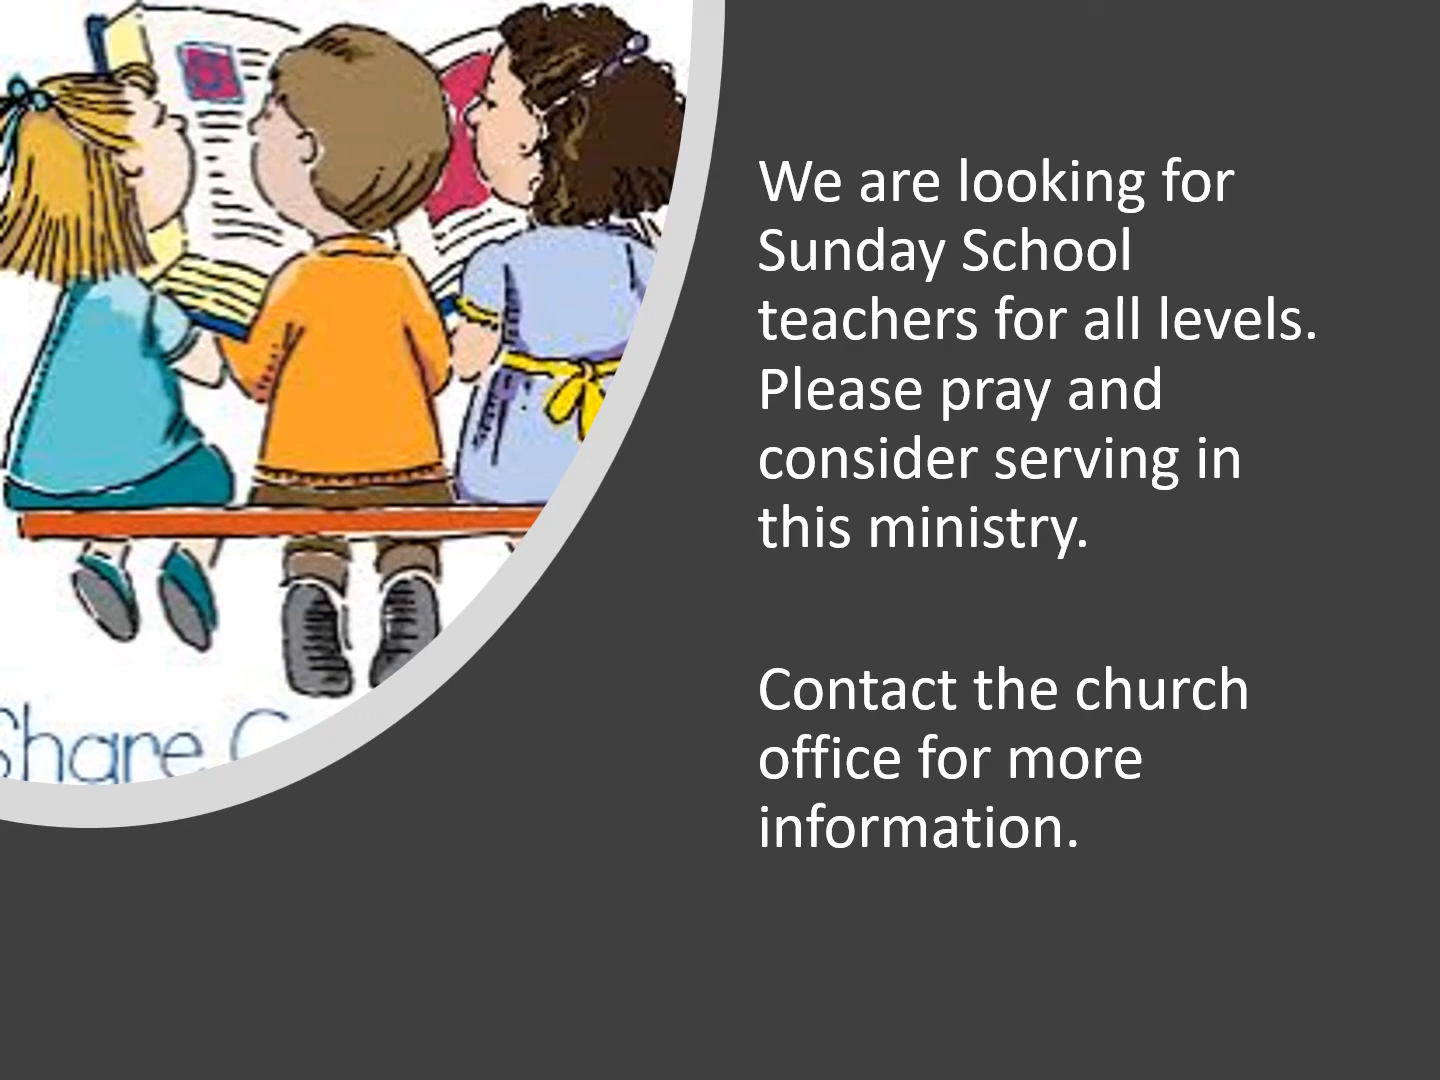 We are looking for
Sunday School
teachers for all levels.
Please pray and
consider serving in
this ministry.
Contact the church
office for more
information.
Share